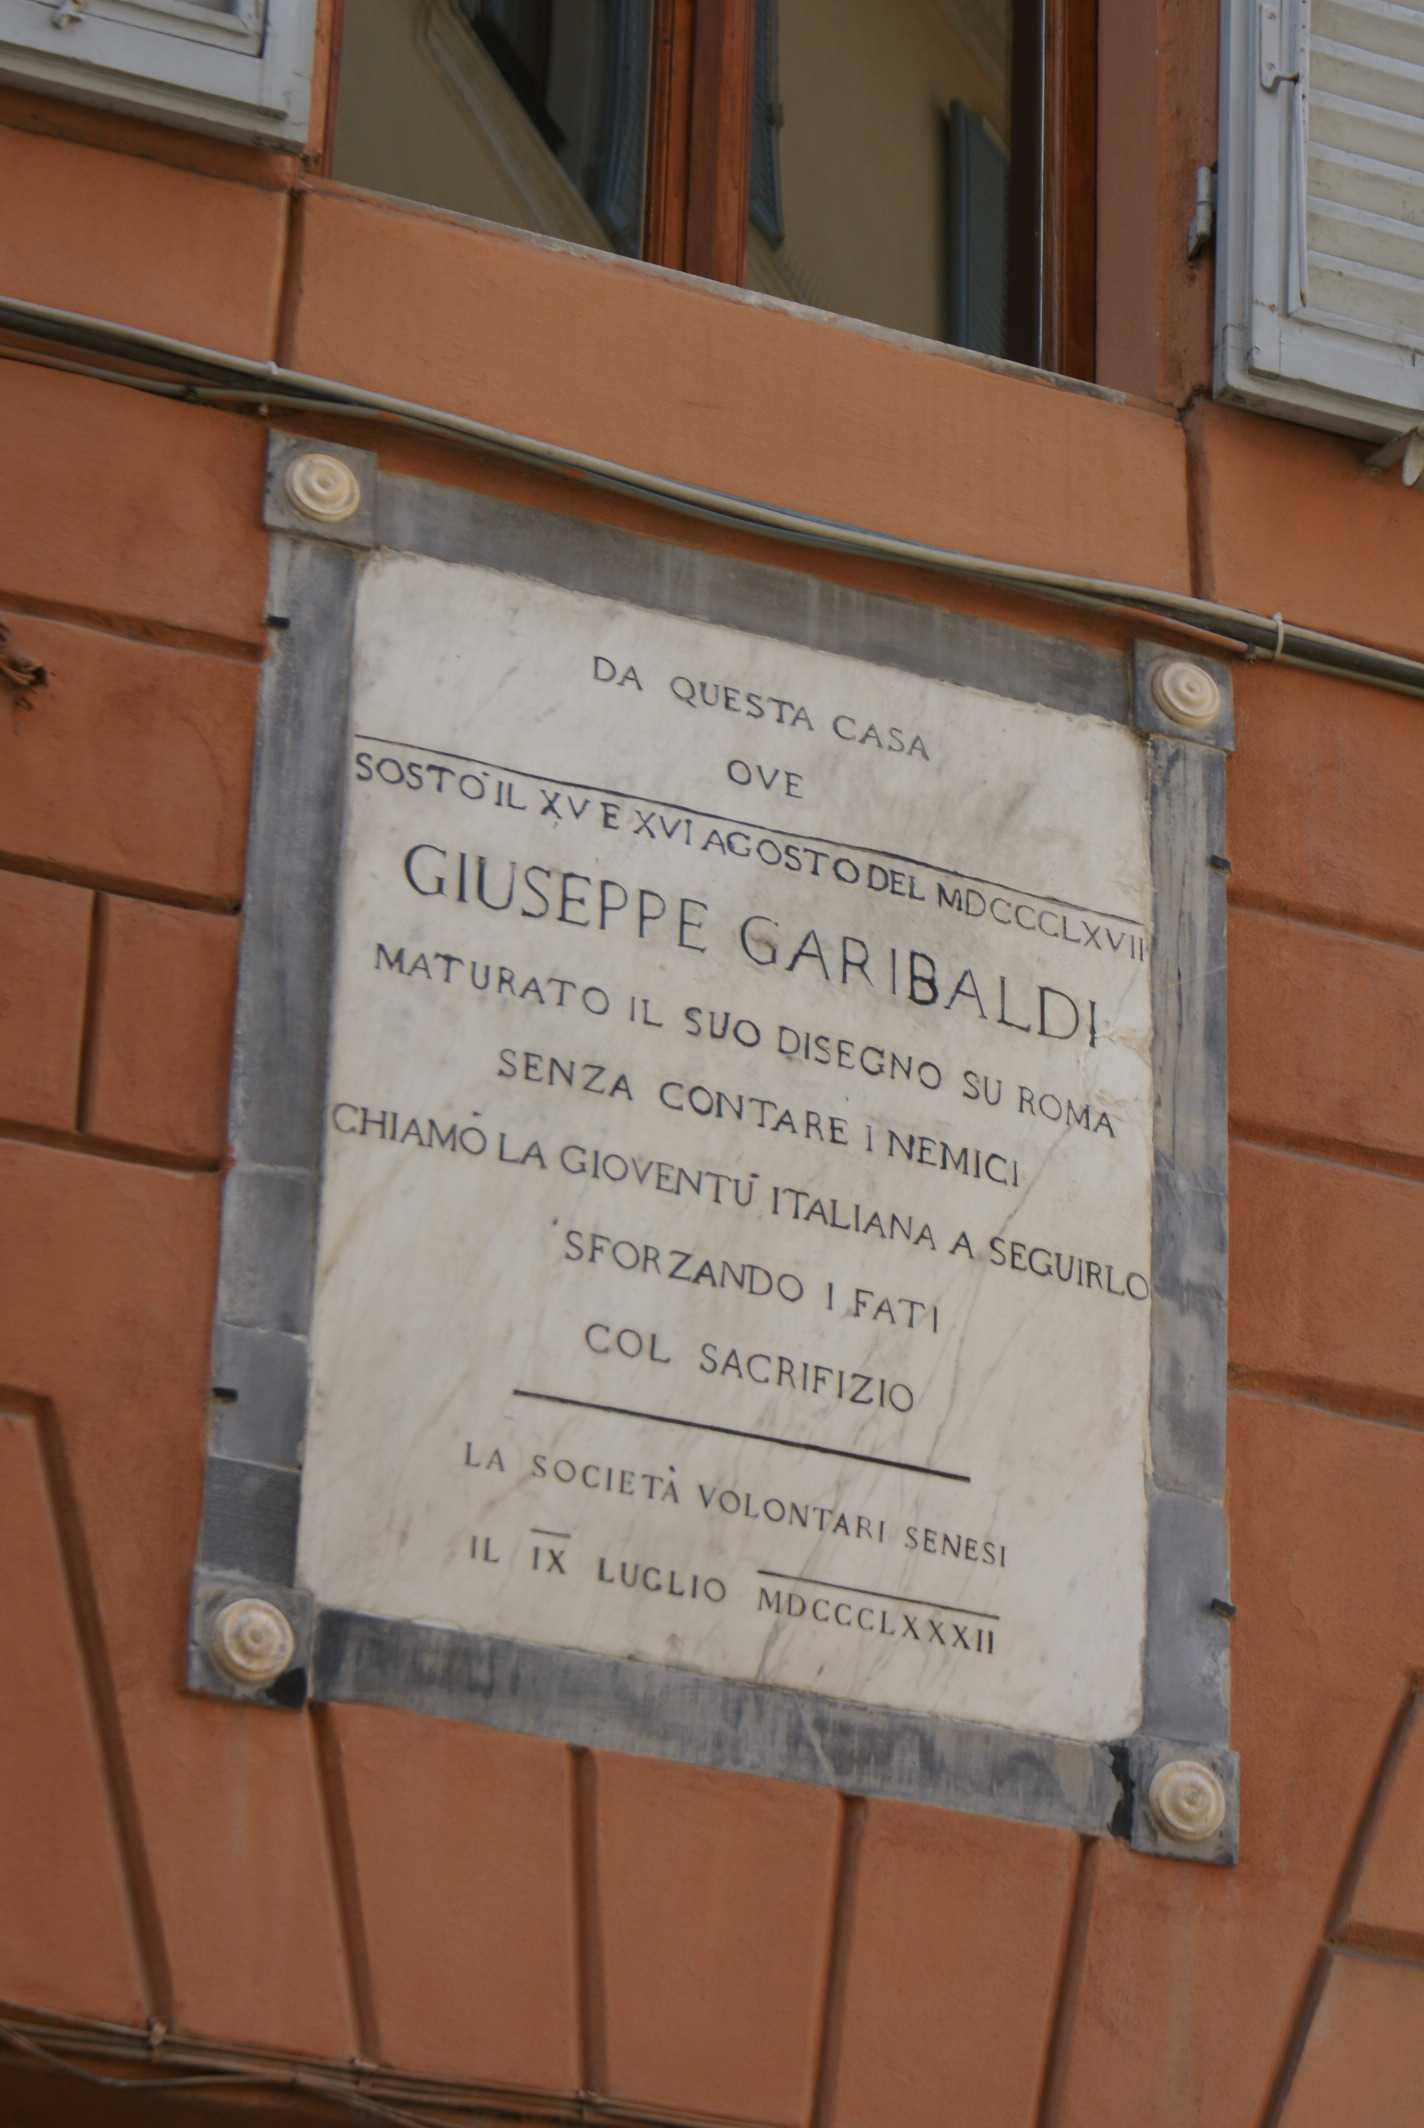 DA QUESTA CASA
OVE
SOSTÒ IL XV E XVI AGOSTO DEL MDCCCLXVII
GIUSEPPE GARIBALDI
MATURATO IL SUO DISEGNO SU ROMA
SENZA CONTARE I NEMICI
CHIAMÒ LA GIOVENTÙ ITALIANA A SEGUIRLO
SFORZANDO I FATI
COL SACRIFIZIO
LA SOCIETÀ VOLONTARI SENESI
IL IX LUGLIO MDCCCLXXXII